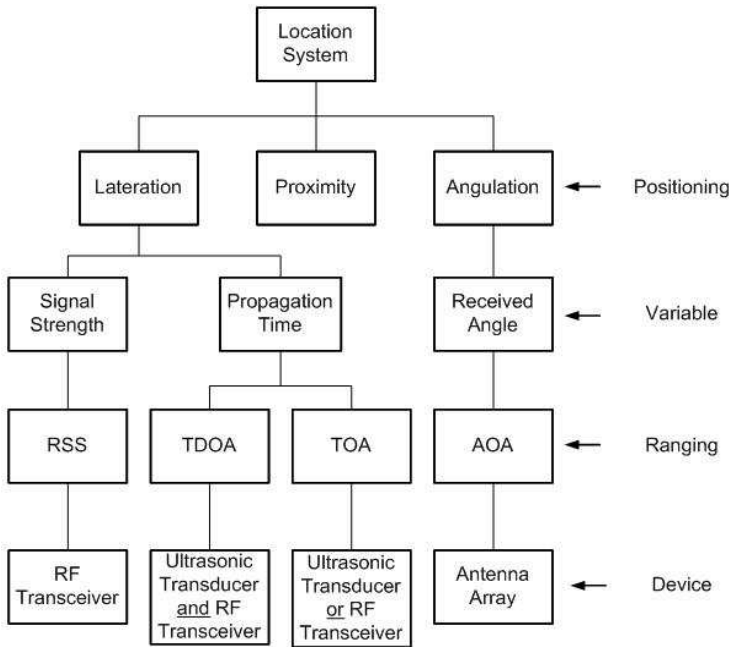 Location
System
Lateration
Proximity
Angulation
Positioning
Signal
Strength
Propagation
Time
Received
Angle
Variable
RSS
TDOA
TOA
AOA
Ranging
RF
Transceiver
Ultrasonic
Transducer
and RF
Transceiver
Ultrasonic
Transducer
or RF
Transceiver
Antenna
Array
Device